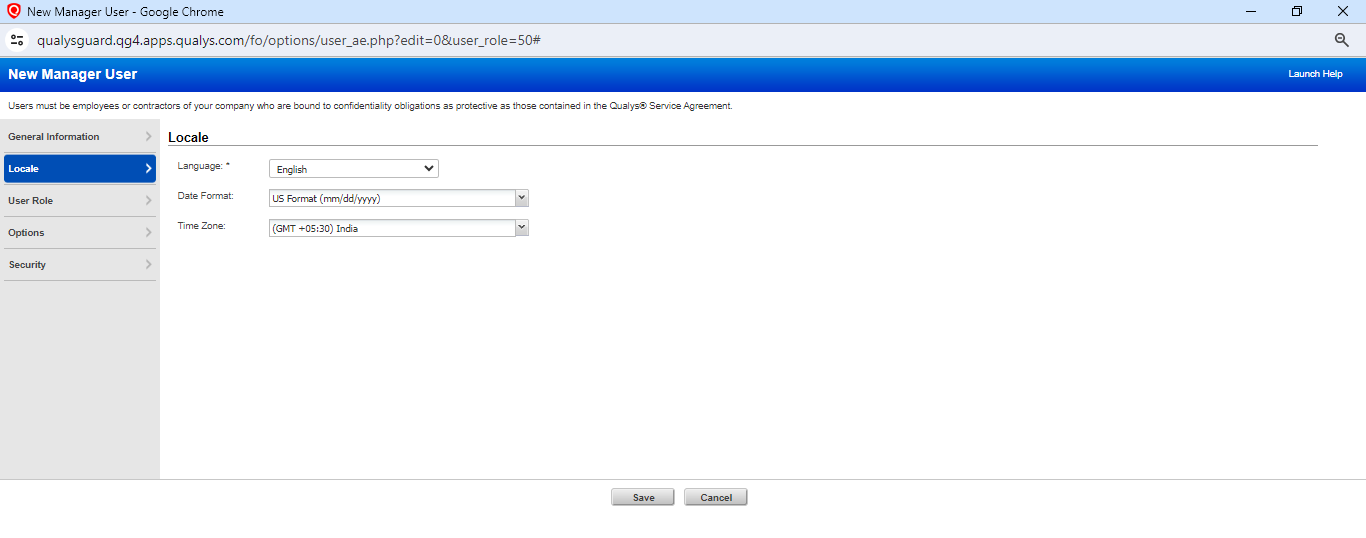 New Manager User - Google Chrome
qualysguard.qg4.apps.qualys.com/fo/options/user_ae.php?edit=0&user_role=50#
New Manager User
Launch Help
Users must be employees or contractors of your company who are bound to confidentiality obligations as protective as those contained in the Qualys® Service Agreement.
General Information
Locale
User Role
Options
Security
Locale
Language: * English
Date Format: US Format (mm/dd/yyyy)
Time Zone: (GMT +05:30) India
Save Cancel